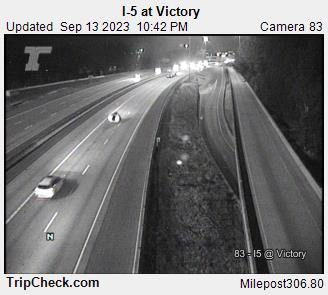 I-5 at Victory
Updated Sep 13 2023 10:42 PM Camera 83
T
N
83 - I5 @ Victory
TripCheck.com Milepost306.80